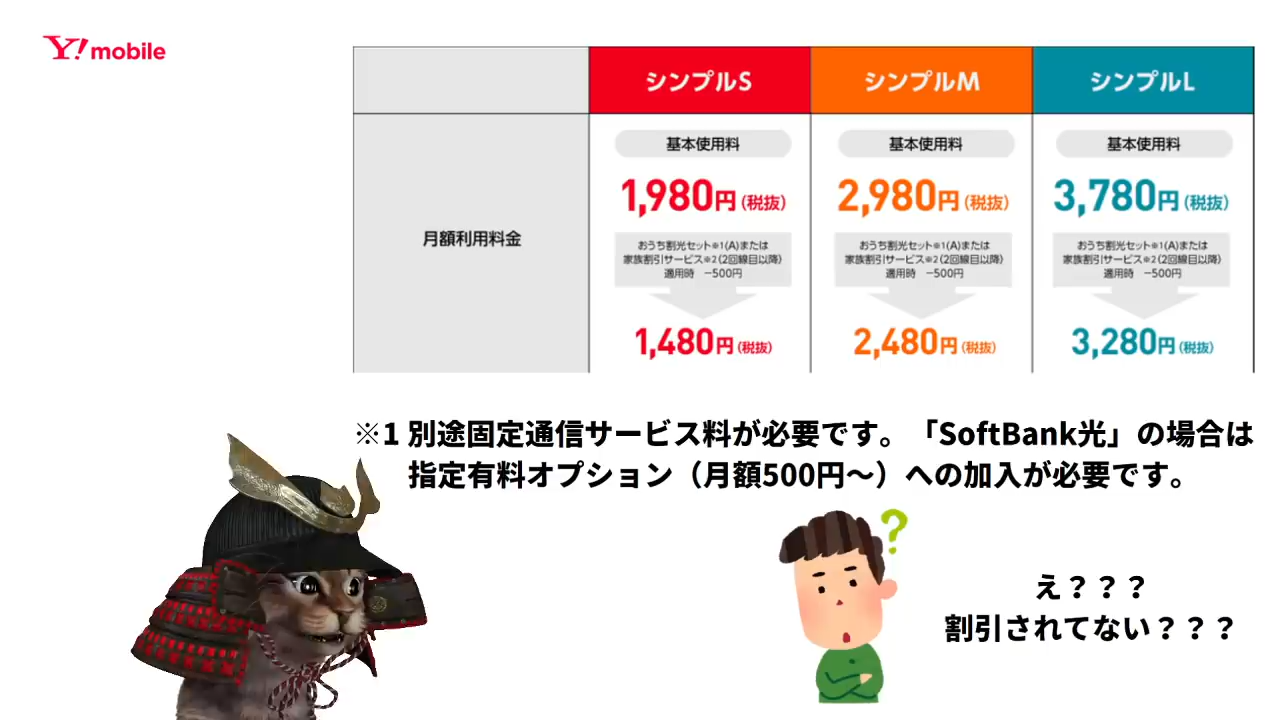 Y!mobile
シンプルS
シンプルM
シンプルL
月額利用料金
基本使用料
1,980円(税抜)
おうち割光セット※1(A)または
家族割引サービス※2(2回線目以降)
適用時 −500円
1,480円(税抜)
基本使用料
2,980円(税抜)
おうち割光セット※1(A)または
家族割引サービス※2(2回線目以降)
適用時 −500円
2,480円(税抜)
基本使用料
3,780円(税抜)
おうち割光セット※1(A)または
家族割引サービス※2(2回線目以降)
適用時 −500円
3,280円(税抜)
※1 別途固定通信サービス料が必要です。「SoftBank光」の場合は
指定有料オプション（月額500円〜）への加入が必要です。
?
え？？？
割引されてない？？？